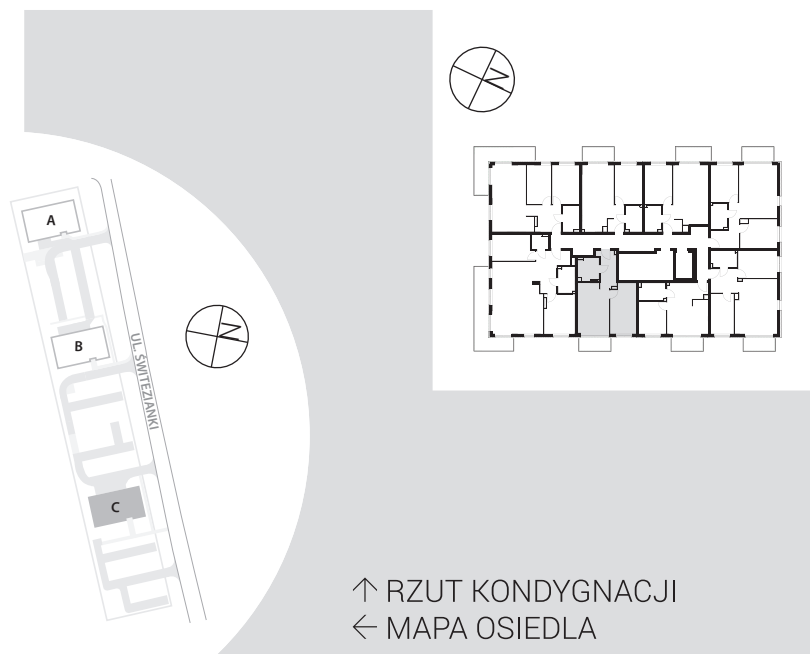 N
A
B
N
UL. ŚWITEZIANKI
C
↑ RZUT KONDYGNACJI
← MAPA OSIEDLA